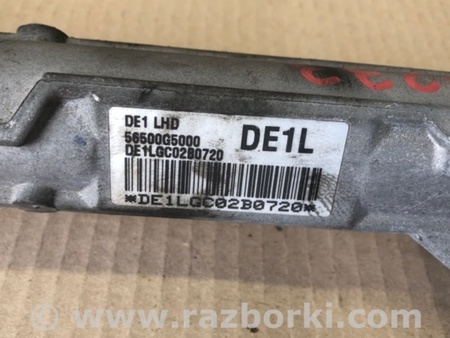 DE1 LHD
56500G5000
DE1LGC02B0720
DE1L
*DE1LGC02B0720*
www.razborki.com